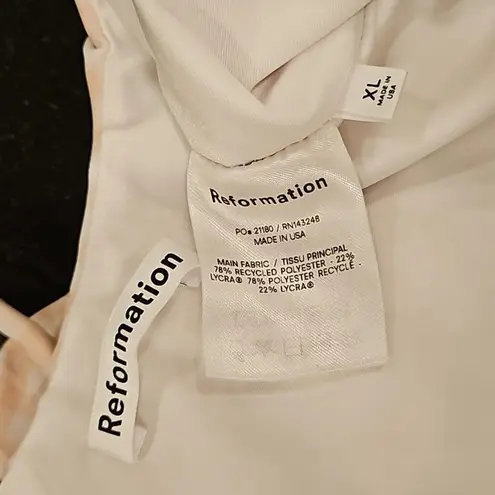 XL
MADE IN
USA
Reformation
PO# 21180 / RN143248
MADE IN USA
MAIN FABRIC / TISSU PRINCIPAL
78% RECYCLED POLYESTER · 22%
LYCRA® 78% POLYESTER RECYCLÉ ·
22% LYCRA®
Reformation